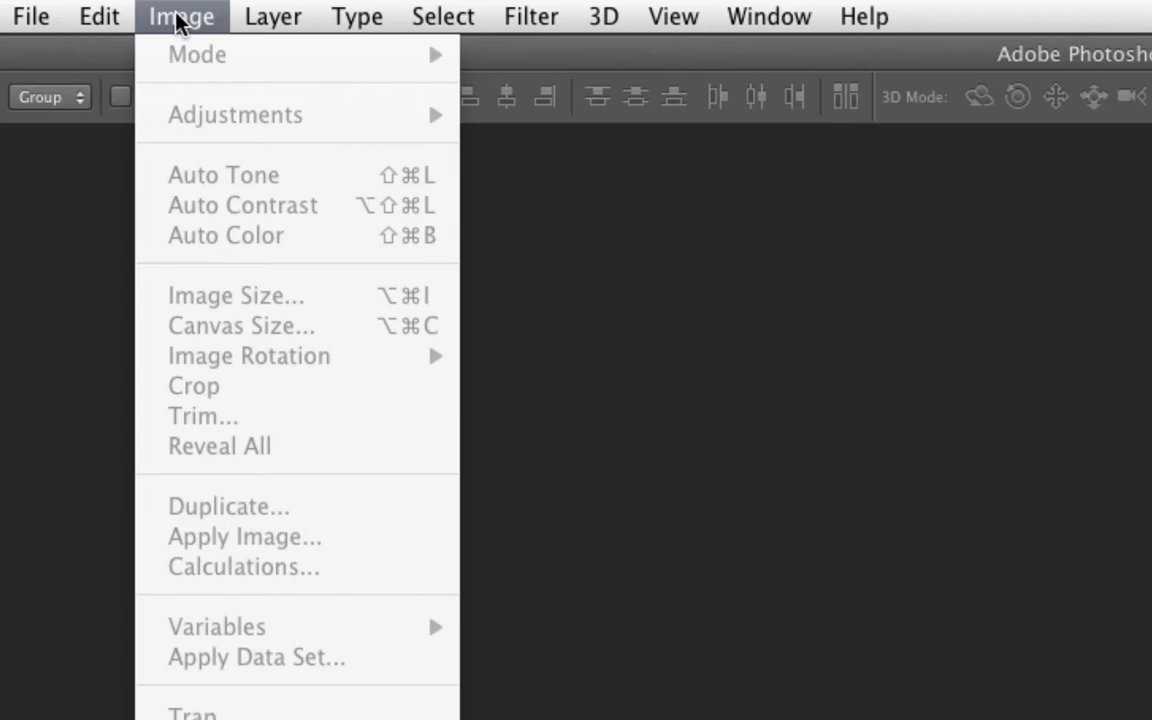 File Edit Image Layer Type Select Filter 3D View Window Help
Adobe Photosh
Group
3D Mode:
Mode
Adjustments
Auto Tone ⇧⌘L
Auto Contrast ⌥⇧⌘L
Auto Color ⇧⌘B
Image Size... ⌥⌘I
Canvas Size... ⌥⌘C
Image Rotation
Crop
Trim...
Reveal All
Duplicate...
Apply Image...
Calculations...
Variables
Apply Data Set...
Trap